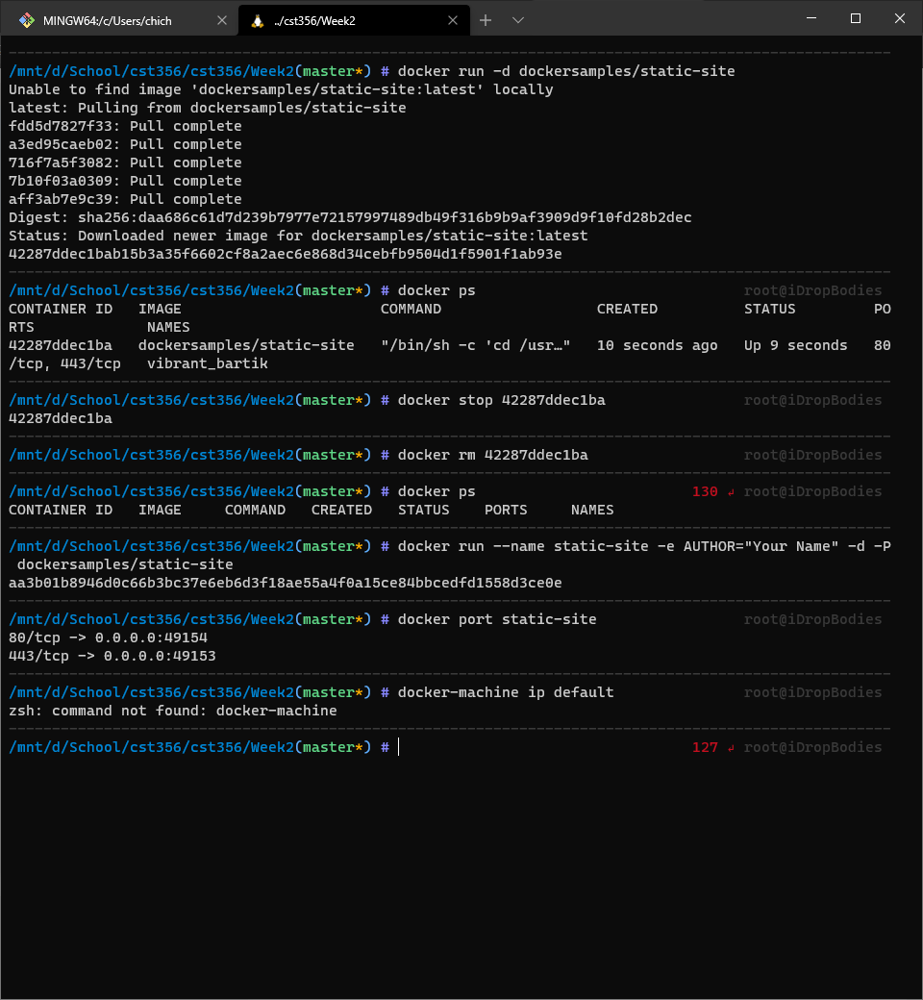 MINGW64:/c/Users/chich
../cst356/Week2
/mnt/d/School/cst356/cst356/Week2(master*) # docker run -d dockersamples/static-site
Unable to find image 'dockersamples/static-site:latest' locally
latest: Pulling from dockersamples/static-site
fdd5d7827f33: Pull complete
a3ed95caeb02: Pull complete
716f7a5f3082: Pull complete
7b10f03a0309: Pull complete
aff3ab7e9c39: Pull complete
Digest: sha256:daa686c61d7d239b7977e72157997489db49f316b9b9af3909d9f10fd28b2dec
Status: Downloaded newer image for dockersamples/static-site:latest
42287ddec1bab15b3a35f6602cf8a2aec6e868d34cebfb9504d1f5901f1ab93e
/mnt/d/School/cst356/cst356/Week2(master*) # docker ps root@iDropBodies
CONTAINER ID IMAGE COMMAND CREATED STATUS PO
RTS NAMES
42287ddec1ba dockersamples/static-site "/bin/sh -c 'cd /usr…" 10 seconds ago Up 9 seconds 80
/tcp, 443/tcp vibrant_bartik
/mnt/d/School/cst356/cst356/Week2(master*) # docker stop 42287ddec1ba root@iDropBodies
42287ddec1ba
/mnt/d/School/cst356/cst356/Week2(master*) # docker rm 42287ddec1ba root@iDropBodies
/mnt/d/School/cst356/cst356/Week2(master*) # docker ps 130 ↲ root@iDropBodies
CONTAINER ID IMAGE COMMAND CREATED STATUS PORTS NAMES
/mnt/d/School/cst356/cst356/Week2(master*) # docker run --name static-site -e AUTHOR="Your Name" -d -P
dockersamples/static-site
aa3b01b8946d0c66b3bc37e6eb6d3f18ae55a4f0a15ce84bbcedfd1558d3ce0e
/mnt/d/School/cst356/cst356/Week2(master*) # docker port static-site root@iDropBodies
80/tcp -> 0.0.0.0:49154
443/tcp -> 0.0.0.0:49153
/mnt/d/School/cst356/cst356/Week2(master*) # docker-machine ip default root@iDropBodies
zsh: command not found: docker-machine
/mnt/d/School/cst356/cst356/Week2(master*) # 127 ↲ root@iDropBodies